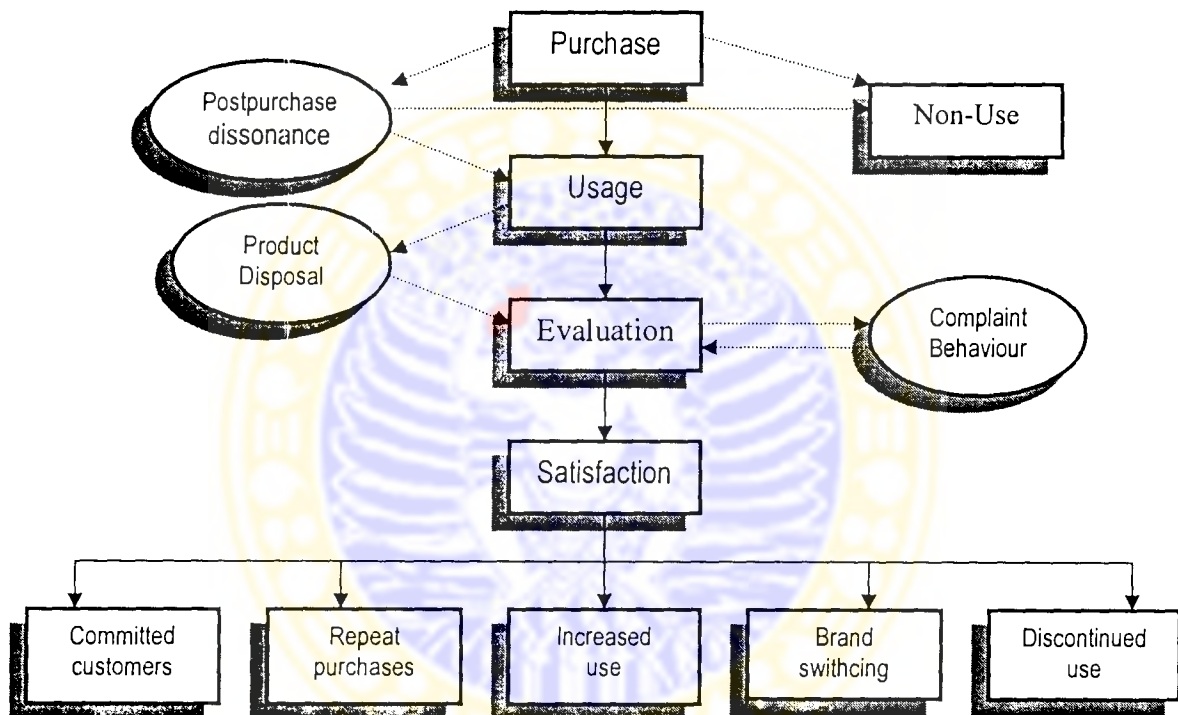 Purchase
Postpurchase
dissonance
Non-Use
Usage
Product
Disposal
Evaluation
Complaint
Behaviour
Satisfaction
Committed
customers
Repeat
purchases
Increased
use
Brand
swithcing
Discontinued
use